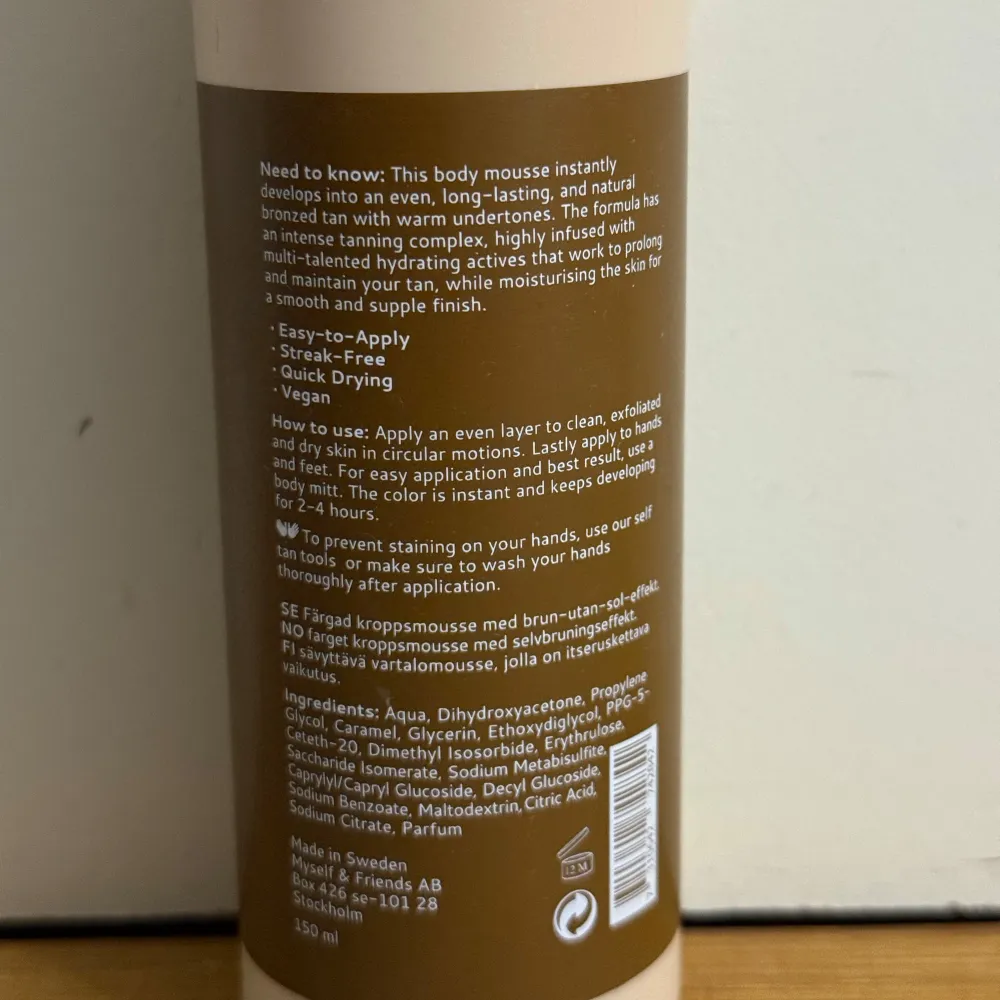 Need to know: This body mousse instantly
develops into an even, long-lasting, and natural
bronzed tan with warm undertones. The formula has
an intense tanning complex, highly infused with
multi-talented hydrating actives that work to prolong
and maintain your tan, while moisturising the skin for
a smooth and supple finish.
· Easy-to-Apply
· Streak-Free
· Quick Drying
· Vegan
How to use: Apply an even layer to clean, exfoliated
and dry skin in circular motions. Lastly apply to hands
and feet. For easy application and best result, use a
body mitt. The color is instant and keeps developing
for 2-4 hours.
To prevent staining on your hands, use our self
tan tools or make sure to wash your hands
thoroughly after application.
SE Färgad kroppsmousse med brun-utan-sol-effekt.
NO farget kroppsmousse med selvbruningseffekt.
FI sävyttävä vartalomousse, jolla on itseruskettava
vaikutus.
Ingredients: Aqua, Dihydroxyacetone, Propylene
Glycol, Caramel, Glycerin, Ethoxydiglycol, PPG-5-
Ceteth-20, Dimethyl Isosorbide, Erythrulose,
Saccharide Isomerate, Sodium Metabisulfite,
Caprylyl/Capryl Glucoside, Decyl Glucoside,
Sodium Benzoate, Maltodextrin, Citric Acid,
Sodium Citrate, Parfum
Made in Sweden
Myself & Friends AB
Box 426 se-101 28
Stockholm
150 ml
12 M